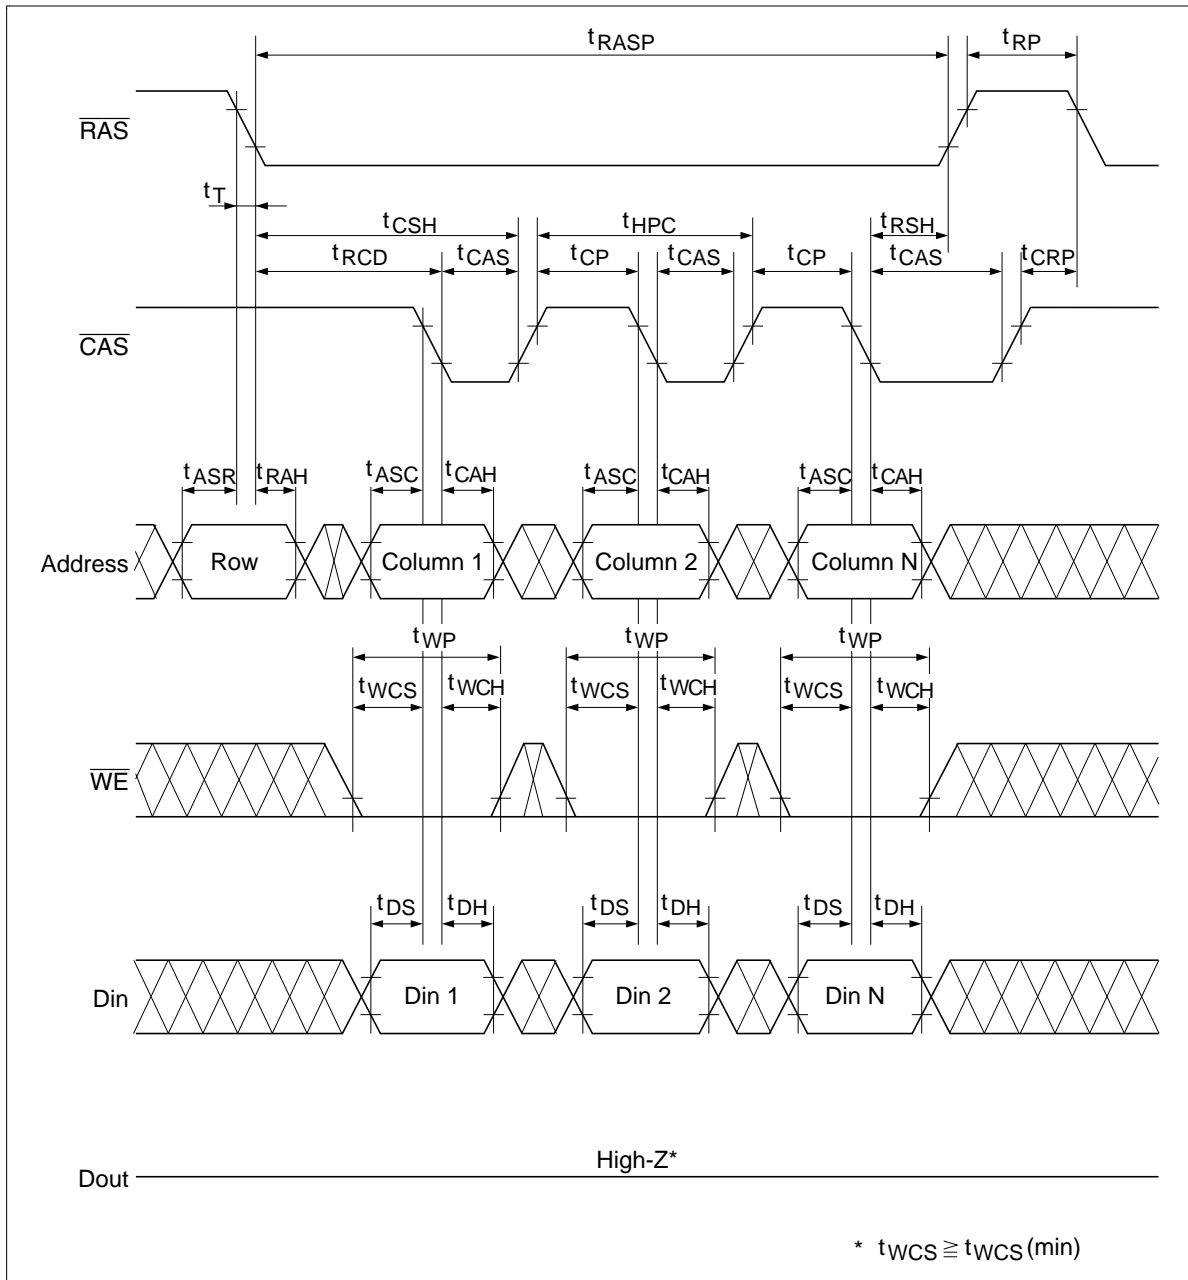 tRASP tRP
RAS
tT
tCSH tHPC tRSH
tRCD tCAS tCP tCAS tCP tCAS tCRP
CAS
tASR tRAH tASC tCAH tASC tCAH tASC tCAH
Address Row Column 1 Column 2 Column N
tWP tWP tWP
tWCS tWCH tWCS tWCH tWCS tWCH
WE
tDS tDH tDS tDH tDS tDH
Din Din 1 Din 2 Din N
High-Z*
Dout
* tWCS ≧ tWCS (min)